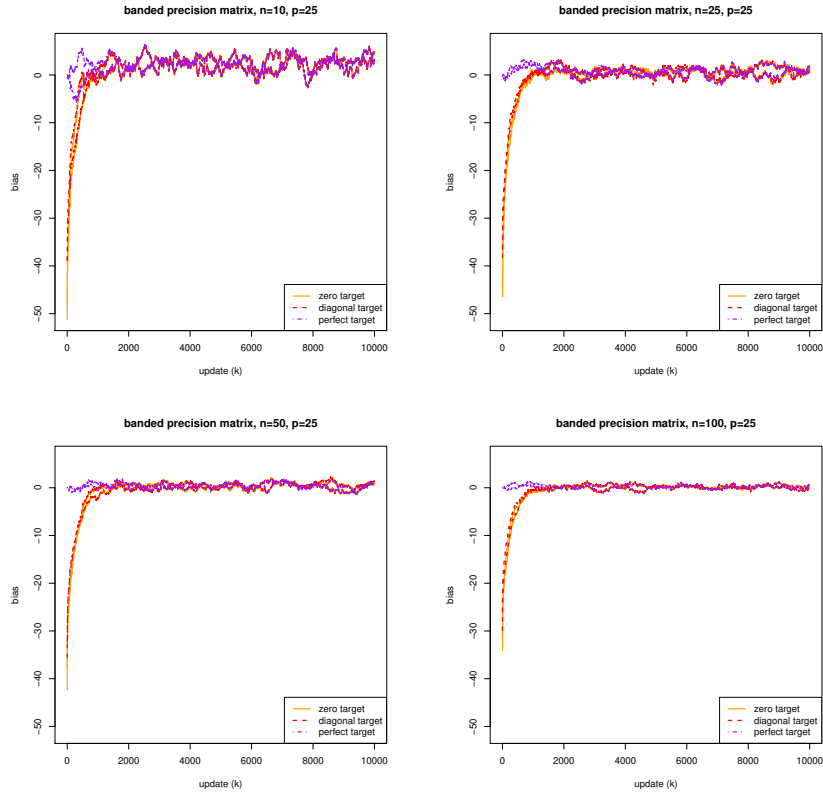 banded precision matrix, n=10, p=25
bias
0
−10
−20
−30
−40
−50
zero target
diagonal target
perfect target
0 2000 4000 6000 8000 10000
update (k)
banded precision matrix, n=25, p=25
bias
0
−10
−20
−30
−40
−50
zero target
diagonal target
perfect target
0 2000 4000 6000 8000 10000
update (k)
banded precision matrix, n=50, p=25
bias
0
−10
−20
−30
−40
−50
zero target
diagonal target
perfect target
0 2000 4000 6000 8000 10000
update (k)
banded precision matrix, n=100, p=25
bias
0
−10
−20
−30
−40
−50
zero target
diagonal target
perfect target
0 2000 4000 6000 8000 10000
update (k)